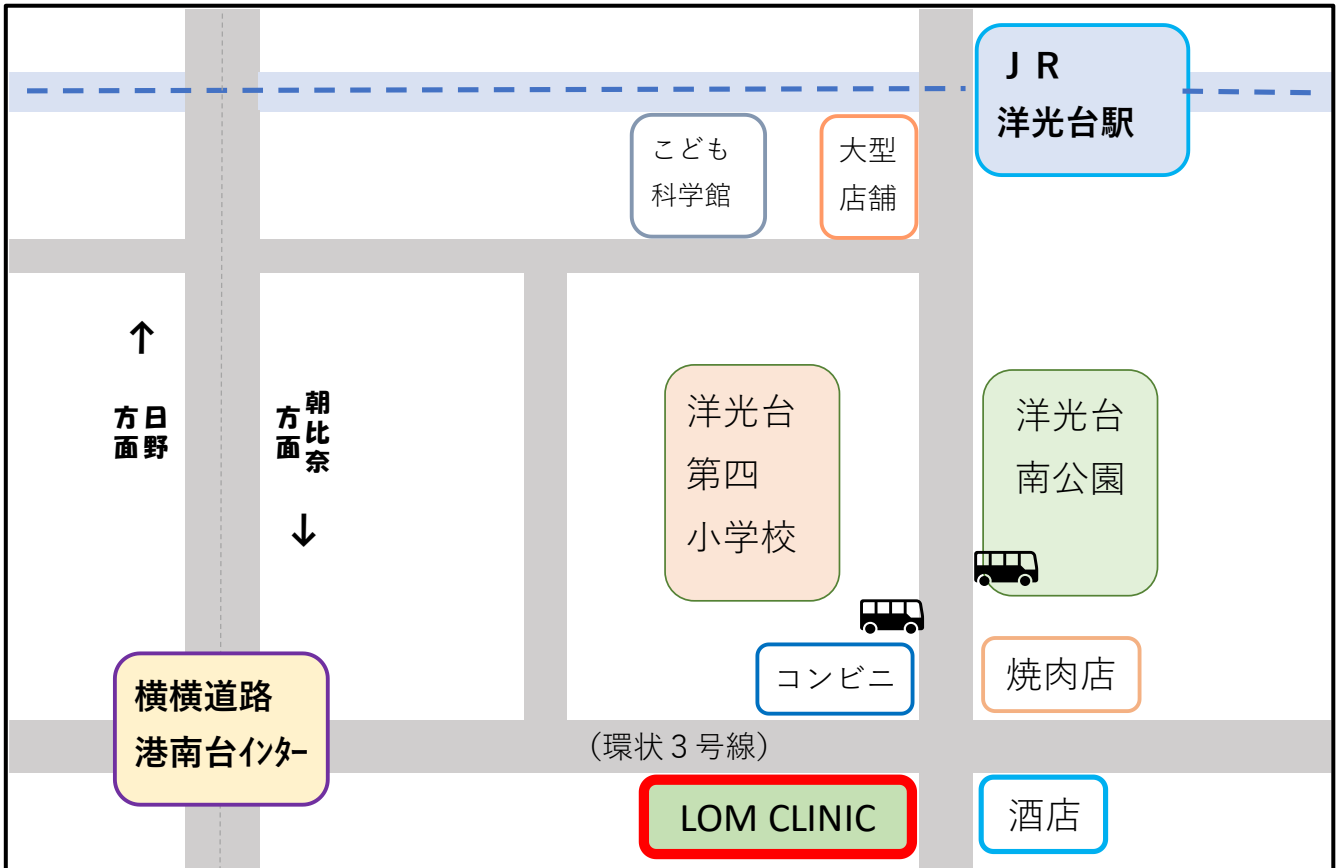 ＪＲ
洋光台駅
こども
科学館
大型
店舗
↑
日野
方面
朝比奈
方面
↓
洋光台
第四
小学校
洋光台
南公園
コンビニ
焼肉店
横横道路
港南台ｲﾝﾀｰ
（環状３号線）
LOM CLINIC
酒店